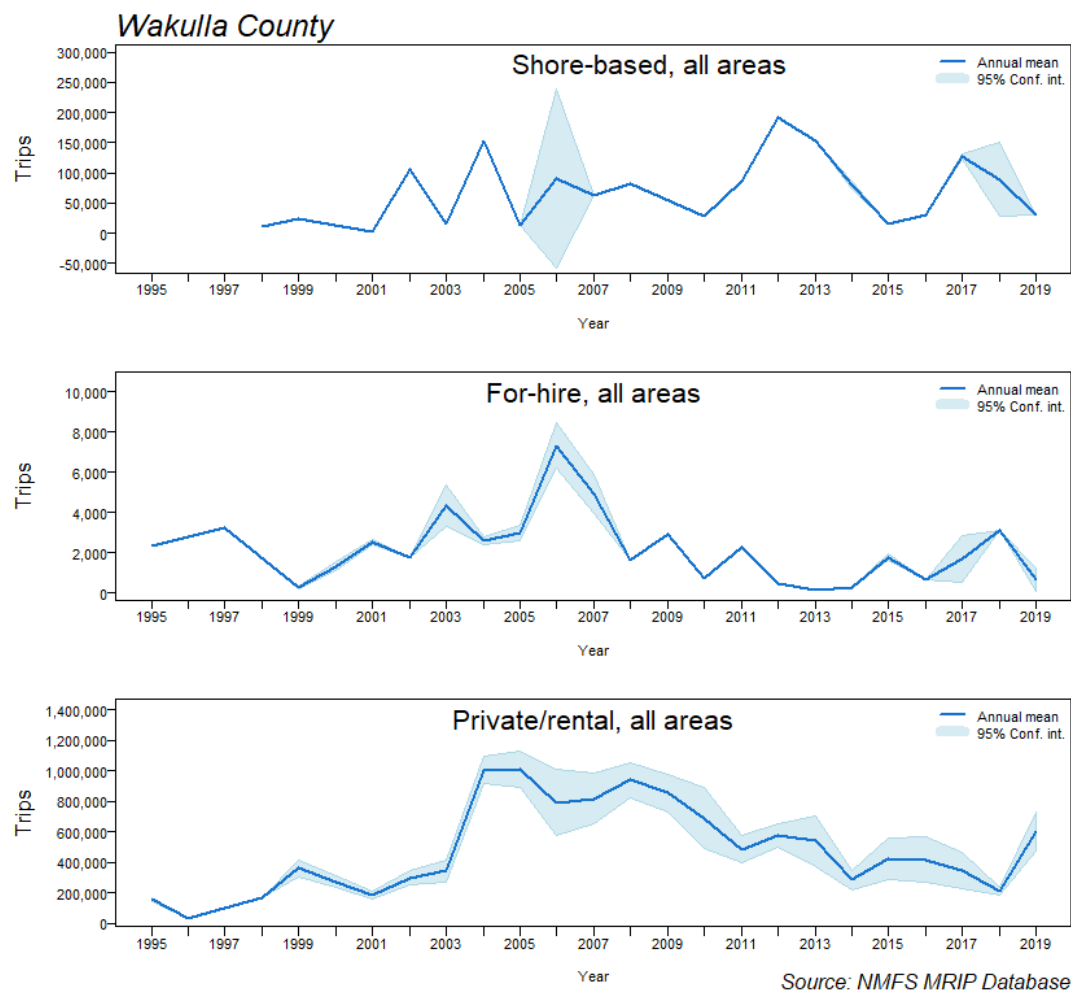 Wakulla County
Shore-based, all areas
Annual mean
95% Conf. int.
Trips
300,000
250,000
200,000
150,000
100,000
50,000
0
-50,000
1995 1997 1999 2001 2003 2005 2007 2009 2011 2013 2015 2017 2019
Year
For-hire, all areas
Annual mean
95% Conf. int.
Trips
10,000
8,000
6,000
4,000
2,000
0
1995 1997 1999 2001 2003 2005 2007 2009 2011 2013 2015 2017 2019
Year
Private/rental, all areas
Annual mean
95% Conf. int.
Trips
1,400,000
1,200,000
1,000,000
800,000
600,000
400,000
200,000
0
1995 1997 1999 2001 2003 2005 2007 2009 2011 2013 2015 2017 2019
Year
Source: NMFS MRIP Database